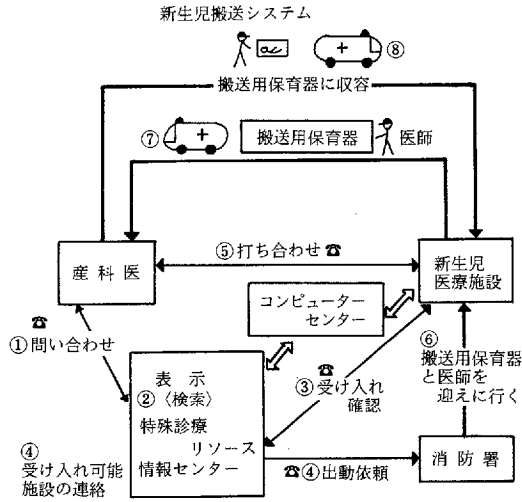 新生児搬送システム
⑧
搬送用保育器に収容
⑦
搬送用保育器
医師
⑤打ち合わせ☎
産科医
新生児
医療施設
コンピューター
センター
☎
①問い合わせ
☎
③受け入れ
確認
⑥
搬送用保育器
と医師を
迎えに行く
表示
②〈検索〉
特殊診療
リソース
情報センター
④
受け入れ可能
施設の連絡
☎④出動依頼
消防署